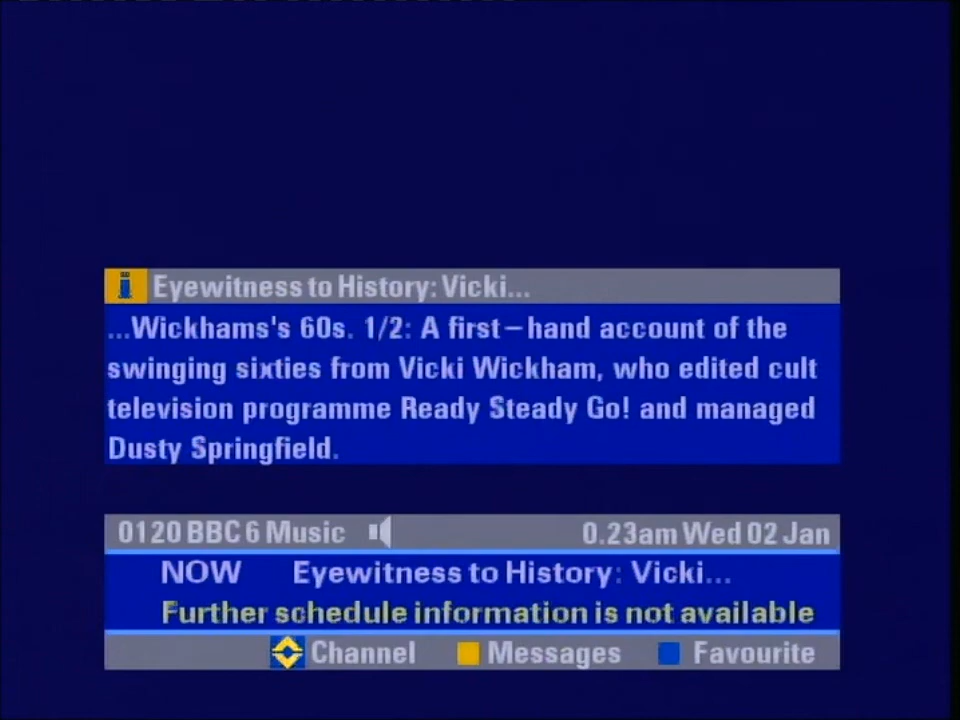 i Eyewitness to History: Vicki...
...Wickhams's 60s. 1/2: A first-hand account of the
swinging sixties from Vicki Wickham, who edited cult
television programme Ready Steady Go! and managed
Dusty Springfield.
0120 BBC 6 Music 0.23am Wed 02 Jan
NOW Eyewitness to History: Vicki...
Further schedule information is not available
Channel Messages Favourite